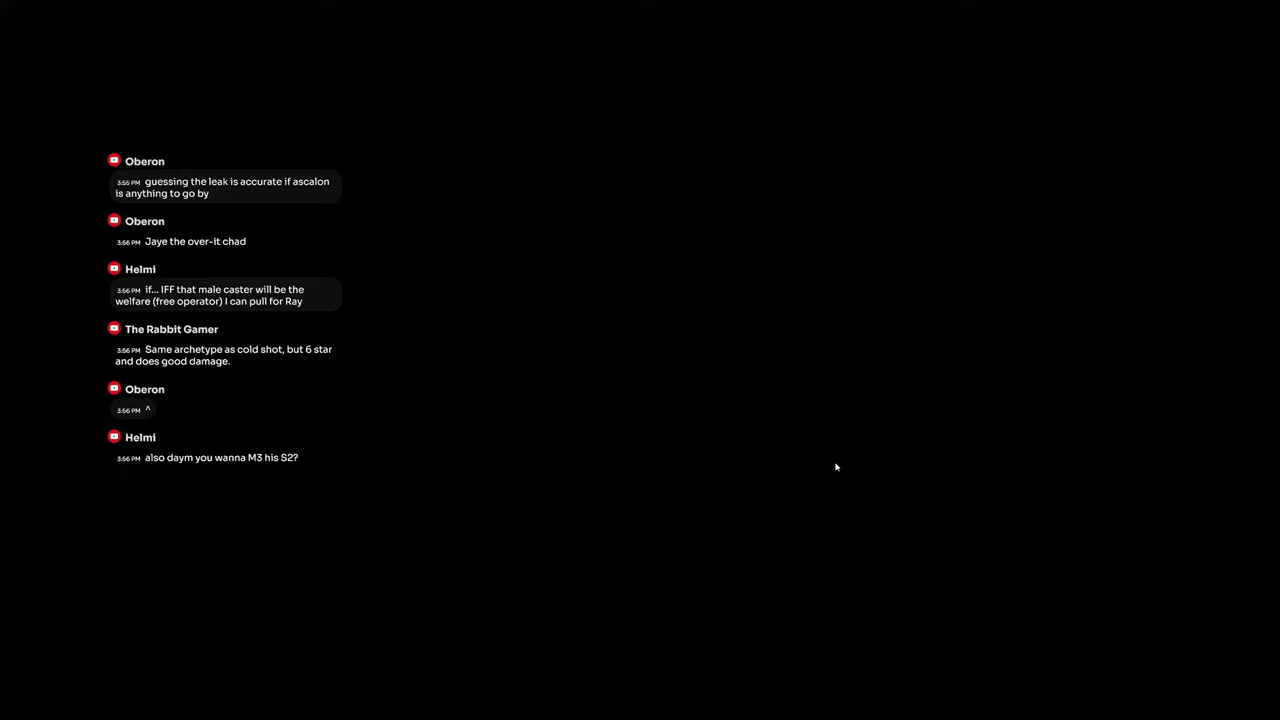 Oberon
3:55 PM guessing the leak is accurate if ascalon
is anything to go by
Oberon
3:56 PM Jaye the over-it chad
Helmi
3:56 PM if... IFF that male caster will be the
welfare (free operator) I can pull for Ray
The Rabbit Gamer
3:56 PM Same archetype as cold shot, but 6 star
and does good damage.
Oberon
3:56 PM ^
Helmi
3:56 PM also daym you wanna M3 his S2?